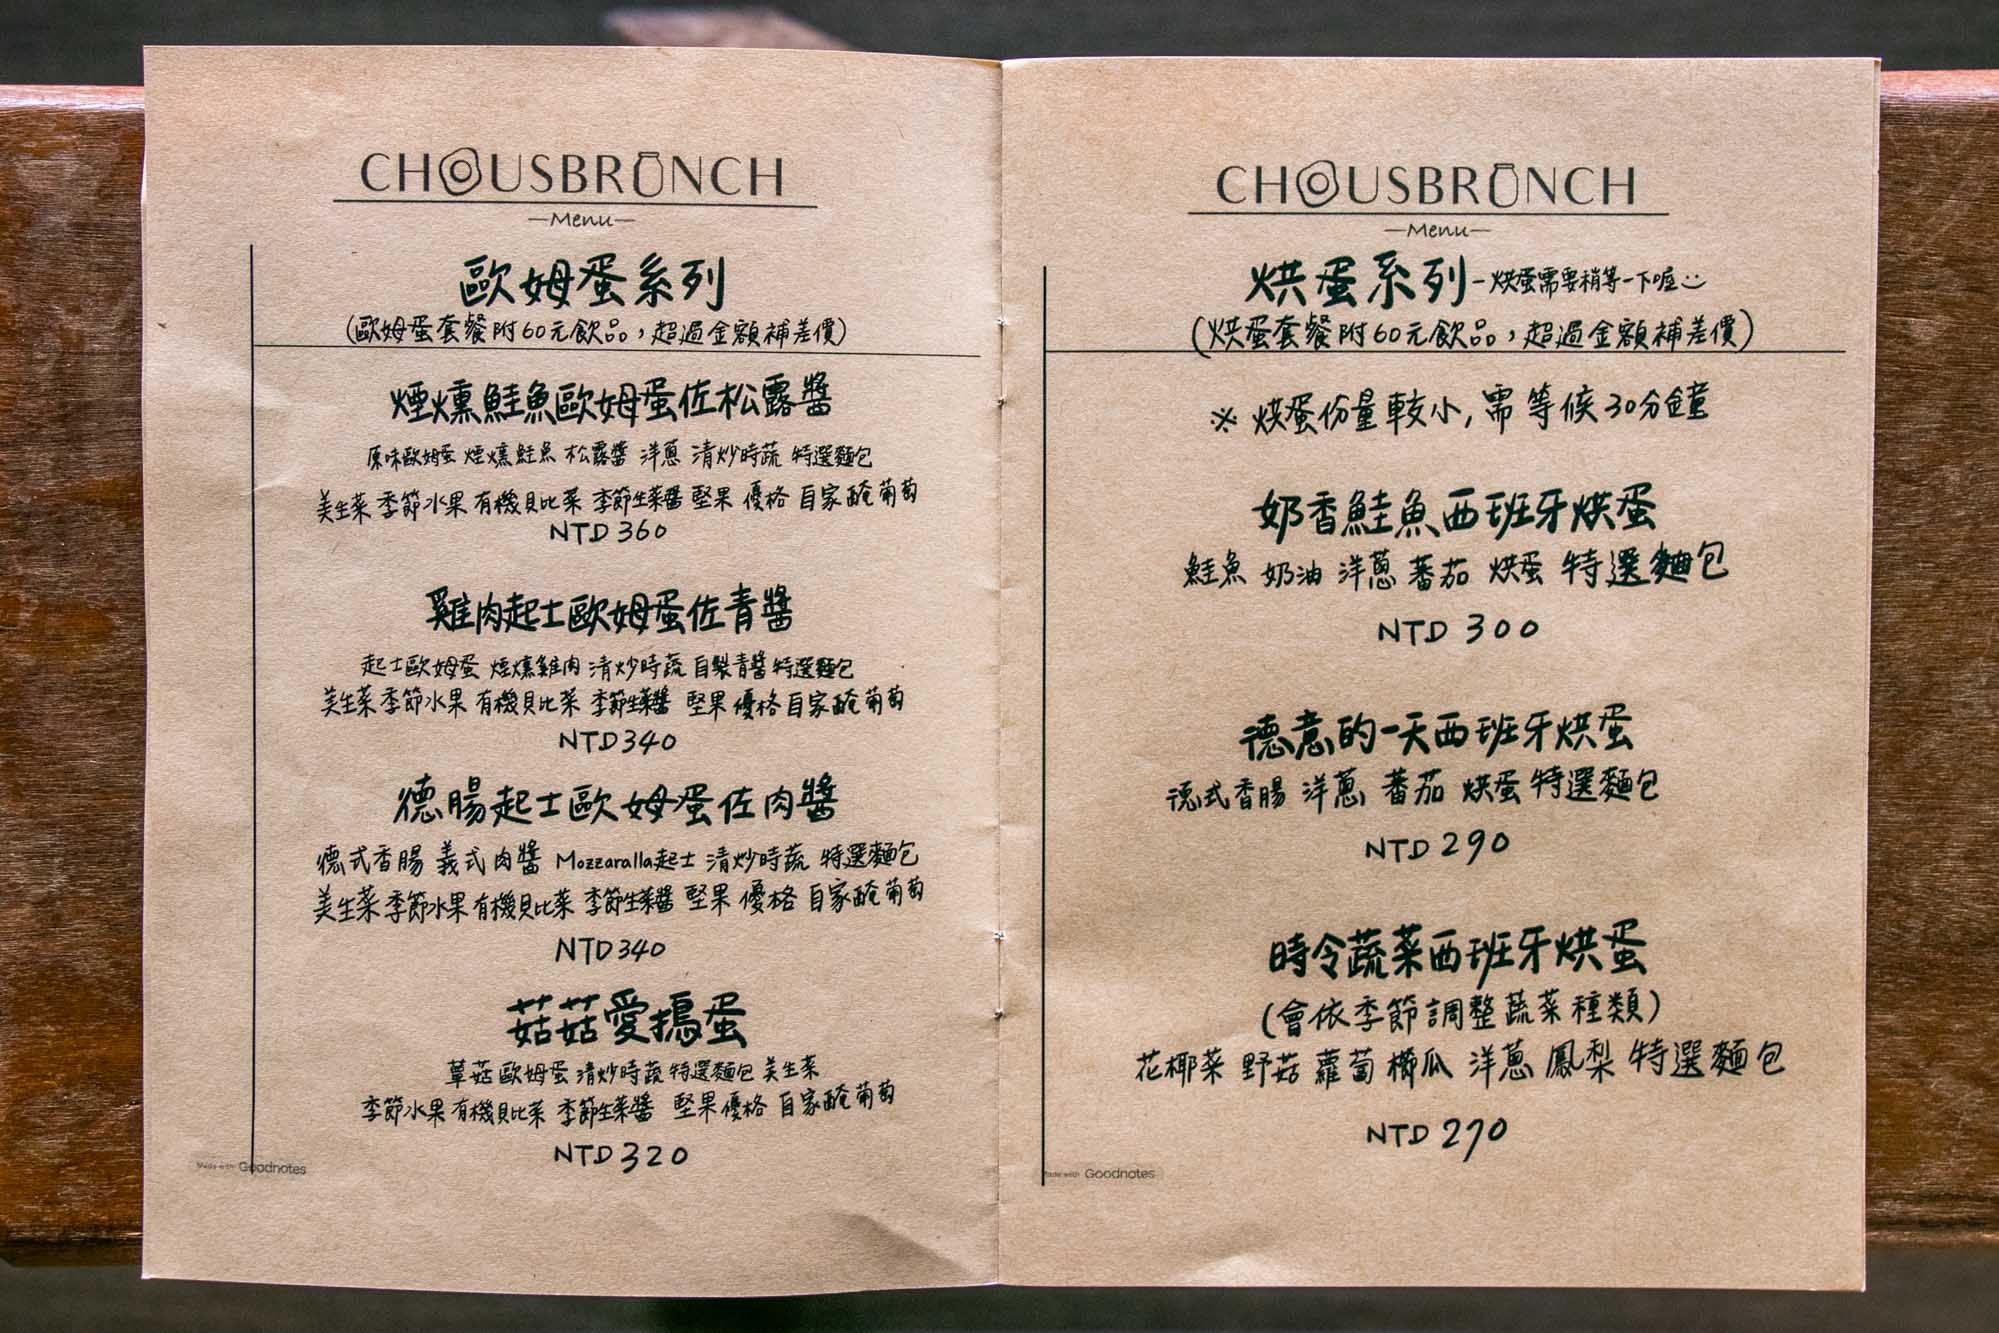 CHOUSBRUNCH
—Menu—
歐姆蛋系列
(歐姆蛋套餐附60元飲品，超過金額補差價)
煙燻鮭魚歐姆蛋佐松露醬
原味歐姆蛋 煙燻鮭魚 松露醬 洋蔥 清炒時蔬 特選麵包
美生菜 季節水果 有機貝比菜 季節生菜醬 堅果 優格 自家醃葡萄
NTD 360
雞肉起士歐姆蛋佐青醬
起士歐姆蛋 煙燻雞肉 清炒時蔬 自製青醬 特選麵包
美生菜 季節水果 有機貝比菜 季節生菜醬 堅果 優格 自家醃葡萄
NTD 340
德腸起士歐姆蛋佐肉醬
德式香腸 義式肉醬 Mozzaralla起士 清炒時蔬 特選麵包
美生菜 季節水果 有機貝比菜 季節生菜醬 堅果 優格 自家醃葡萄
NTD 340
菇菇愛搗蛋
蕈菇 歐姆蛋 清炒時蔬 特選麵包 美生菜
季節水果 有機貝比菜 季節生菜醬 堅果 優格 自家醃葡萄
NTD 320
Made with Goodnotes
CHOUSBRUNCH
—Menu—
烘蛋系列-烘蛋需要稍等一下喔
(烘蛋套餐附60元飲品，超過金額補差價)
※ 烘蛋份量較小, 需等候30分鐘
奶香鮭魚西班牙烘蛋
鮭魚 奶油 洋蔥 蕃茄 烘蛋 特選麵包
NTD 300
德意的一天西班牙烘蛋
德式香腸 洋蔥 蕃茄 烘蛋 特選麵包
NTD 290
時令蔬菜西班牙烘蛋
(會依季節調整蔬菜種類)
花椰菜 野菇 蘿蔔 櫛瓜 洋蔥 鳳梨 特選麵包
NTD 270
Made with Goodnotes